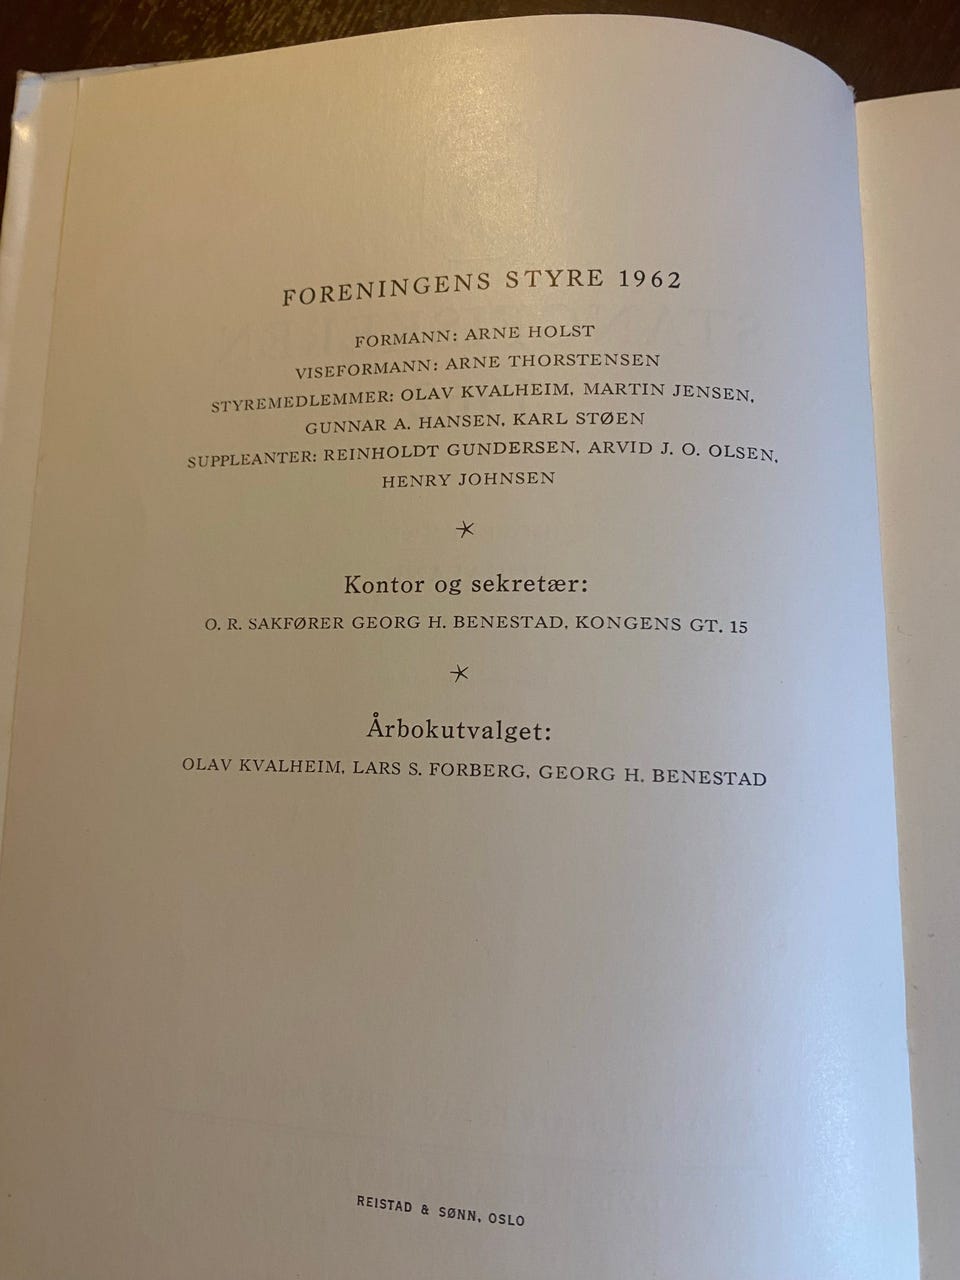 FORENINGENS STYRE 1962
FORMANN: ARNE HOLST
VISEFORMANN: ARNE THORSTENSEN
STYREMEDLEMMER: OLAV KVALHEIM, MARTIN JENSEN,
GUNNAR A. HANSEN, KARL STØEN
SUPPLEANTER: REINHOLDT GUNDERSEN, ARVID J. O. OLSEN,
HENRY JOHNSEN
Kontor og sekretær:
O. R. SAKFØRER GEORG H. BENESTAD, KONGENS GT. 15
Årbokutvalget:
OLAV KVALHEIM, LARS S. FORBERG, GEORG H. BENESTAD
REISTAD & SØNN, OSLO